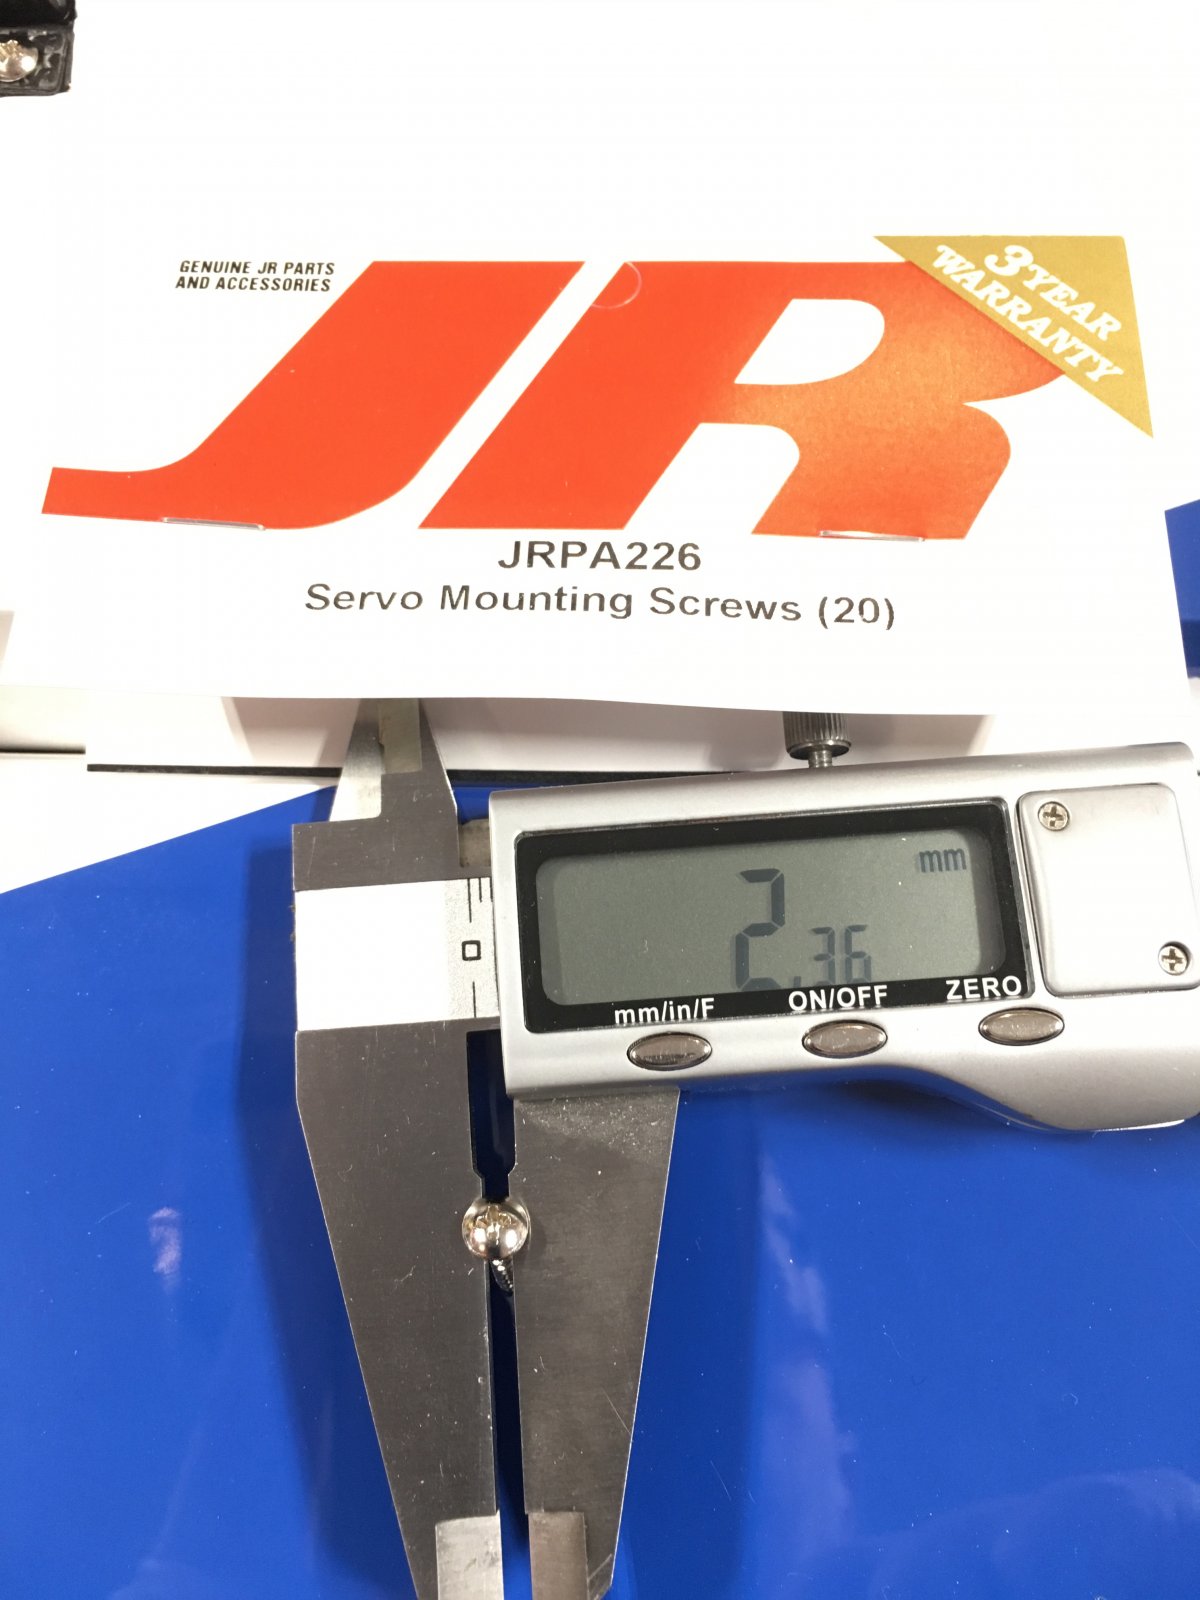 GENUINE JR PARTS
AND ACCESSORIES
JR
3 YEAR
WARRANTY
JRPA226
Servo Mounting Screws (20)
mm
2.36
0
mm/in/F ON/OFF ZERO